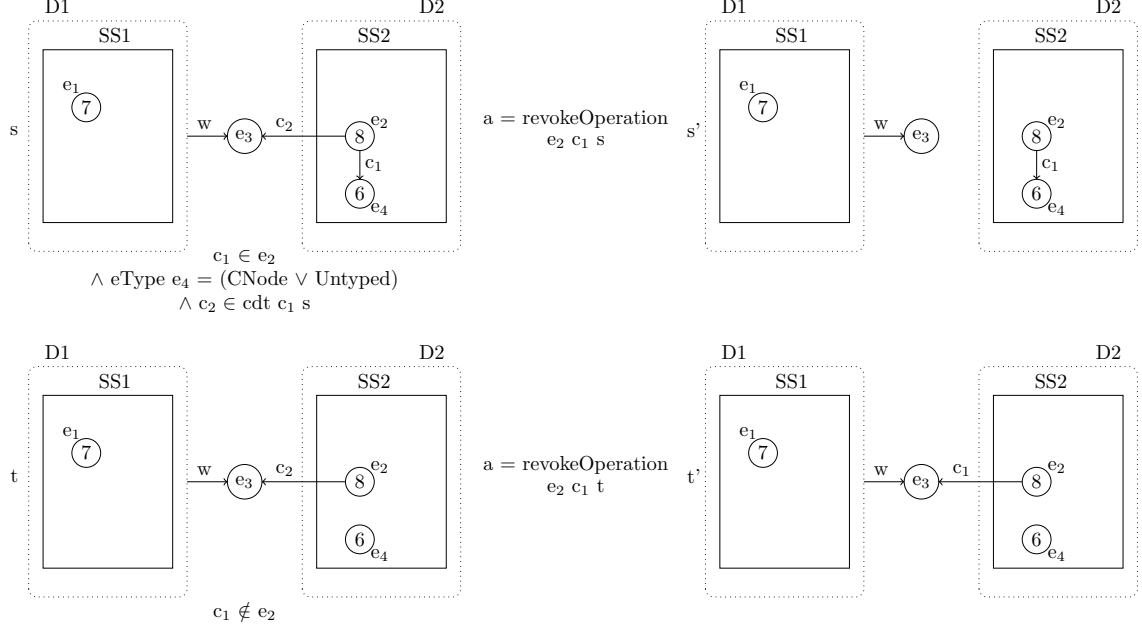 D1 D2 D1 D2
SS1 SS2 SS1 SS2
e₁ e₁
7 7
s w e₃ c₂ 8 e₂ a = revokeOperation s' w e₃ 8 e₂
e₂ c₁ s
c₁ c₁
6 6
e₄ e₄
c₁ ∈ e₂
∧ eType e₄ = (CNode ∨ Untyped)
∧ c₂ ∈ cdt c₁ s
D1 D2 D1 D2
SS1 SS2 SS1 SS2
e₁ e₁
7 7
t w e₃ c₂ 8 e₂ a = revokeOperation t' w e₃ c₁ 8 e₂
e₂ c₁ t
6 6
e₄ e₄
c₁ ∉ e₂